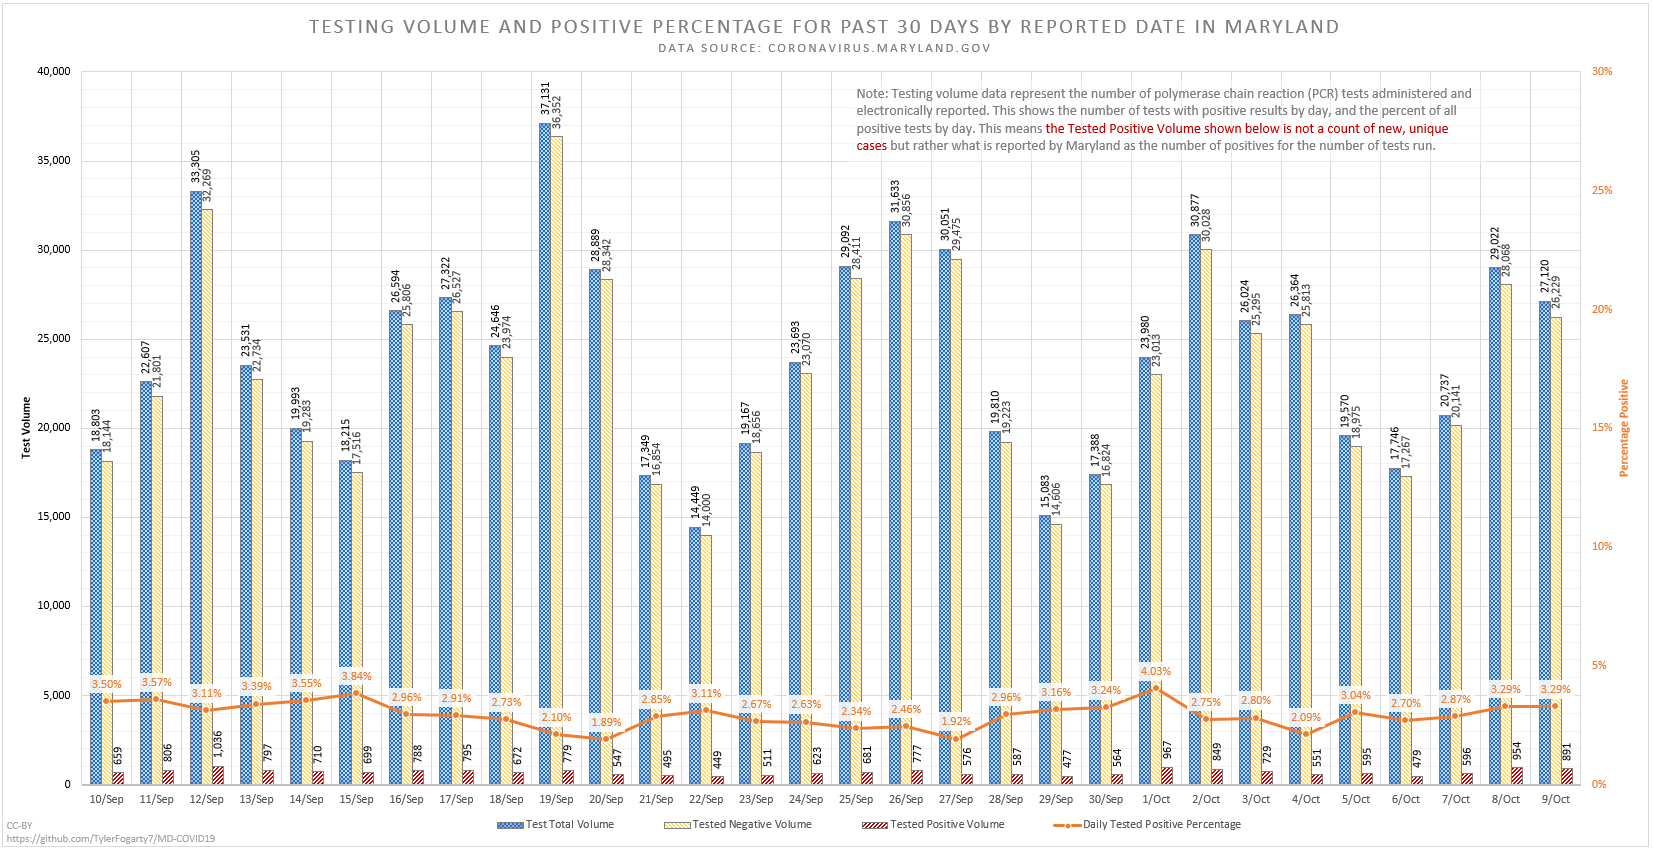 TESTING VOLUME AND POSITIVE PERCENTAGE FOR PAST 30 DAYS BY REPORTED DATE IN MARYLAND
DATA SOURCE: CORONAVIRUS.MARYLAND.GOV
Note: Testing volume data represent the number of polymerase chain reaction (PCR) tests administered and
electronically reported. This shows the number of tests with positive results by day, and the percent of all
positive tests by day. This means the Tested Positive Volume shown below is not a count of new, unique
cases but rather what is reported by Maryland as the number of positives for the number of tests run.
Test Volume
40,000
35,000
30,000
25,000
20,000
15,000
10,000
5,000
0
Percentage Positive
30%
25%
20%
15%
10%
5%
0%
18,803 18,144 3.50% 659 10/Sep
22,607 21,801 3.57% 806 11/Sep
33,305 32,269 3.11% 1,036 12/Sep
23,531 22,734 3.39% 797 13/Sep
19,993 19,283 3.55% 710 14/Sep
18,215 17,516 3.84% 699 15/Sep
26,594 25,806 2.96% 788 16/Sep
27,322 26,527 2.91% 795 17/Sep
24,646 23,974 2.73% 672 18/Sep
37,131 36,352 2.10% 779 19/Sep
28,889 28,342 1.89% 547 20/Sep
17,349 16,854 2.85% 495 21/Sep
14,449 14,000 3.11% 449 22/Sep
19,167 18,656 2.67% 511 23/Sep
23,693 23,070 2.63% 623 24/Sep
29,092 28,411 2.34% 681 25/Sep
31,633 30,856 2.46% 777 26/Sep
30,051 29,475 1.92% 576 27/Sep
19,810 19,223 2.96% 587 28/Sep
15,083 14,606 3.16% 477 29/Sep
17,388 16,824 3.24% 564 30/Sep
23,980 23,013 4.03% 967 1/Oct
30,877 30,028 2.75% 849 2/Oct
26,024 25,295 2.80% 729 3/Oct
26,364 25,813 2.09% 551 4/Oct
19,570 18,975 3.04% 595 5/Oct
17,746 17,267 2.70% 479 6/Oct
20,737 20,141 2.87% 596 7/Oct
29,022 28,068 3.29% 954 8/Oct
27,120 26,229 3.29% 891 9/Oct
Test Total Volume
Tested Negative Volume
Tested Positive Volume
Daily Tested Positive Percentage
CC-BY
https://github.com/TylerFogarty7/MD-COVID19